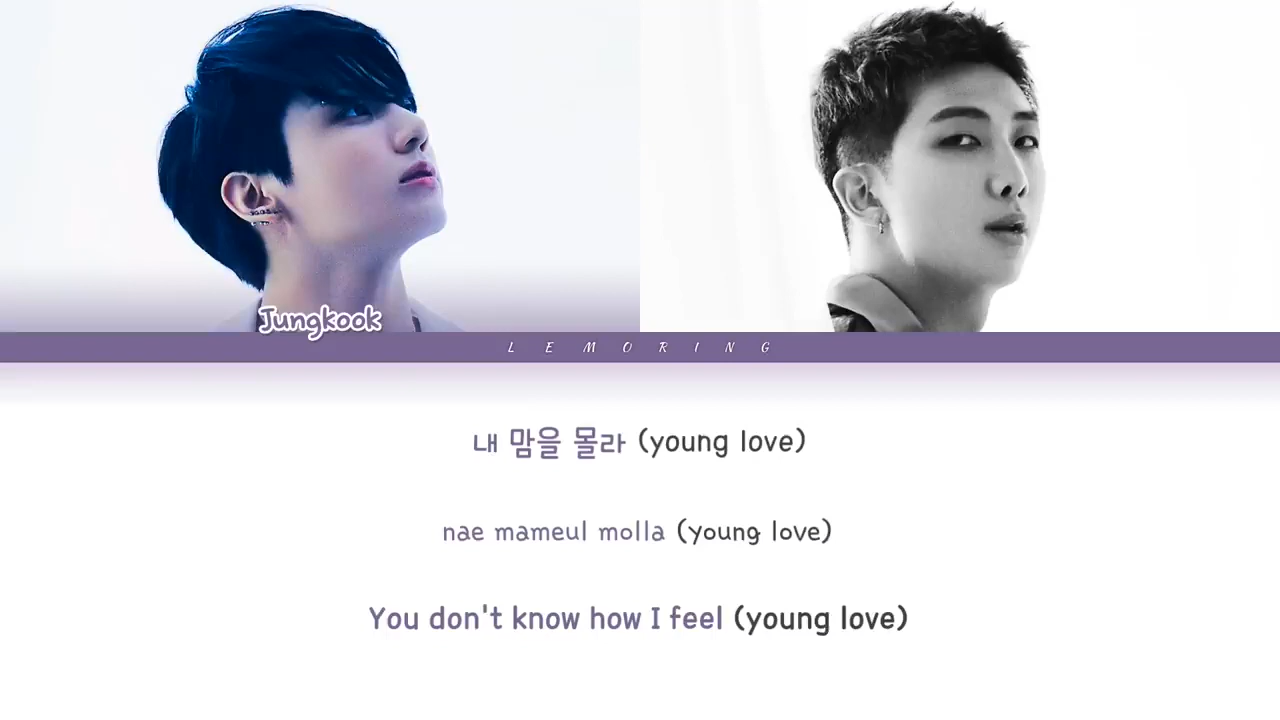 Jungkook
LEMORING
내 맘을 몰라 (young love)
nae mameul molla (young love)
You don't know how I feel (young love)